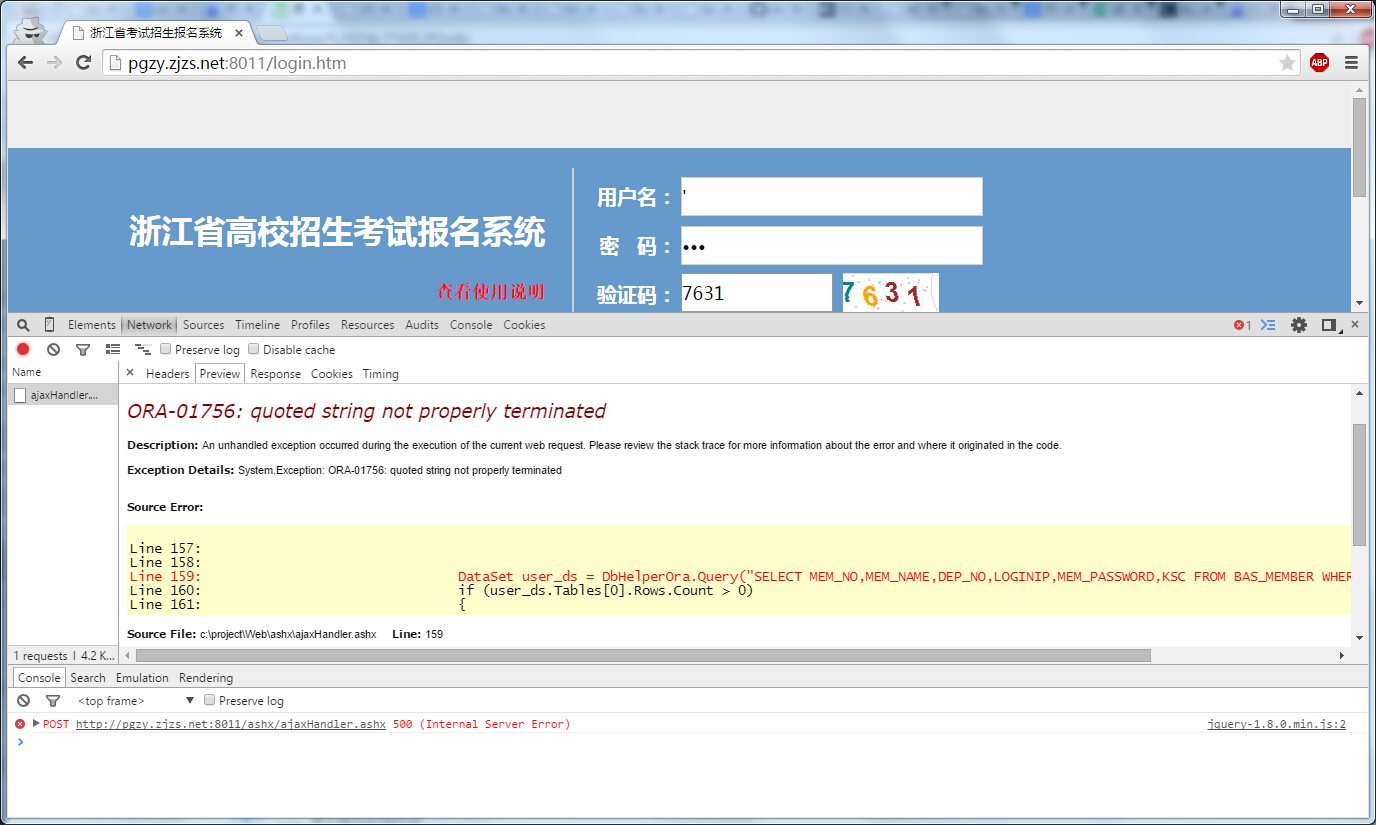 浙江省考试招生报名系统
pgzy.zjzs.net:8011/login.htm
ABP
用户名： '
浙江省高校招生考试报名系统
密 码： •••
查看使用说明
验证码： 7631 7631
Elements Network Sources Timeline Profiles Resources Audits Console Cookies 1
Preserve log Disable cache
Name
Headers Preview Response Cookies Timing
ajaxHandler....
ORA-01756: quoted string not properly terminated
Description: An unhandled exception occurred during the execution of the current web request. Please review the stack trace for more information about the error and where it originated in the code.
Exception Details: System.Exception: ORA-01756: quoted string not properly terminated
Source Error:
Line 157:
Line 158:
Line 159: DataSet user_ds = DbHelperOra.Query("SELECT MEM_NO,MEM_NAME,DEP_NO,LOGINIP,MEM_PASSWORD,KSC FROM BAS_MEMBER WHER
Line 160: if (user_ds.Tables[0].Rows.Count > 0)
Line 161: {
Source File: c:\project\Web\ashx\ajaxHandler.ashx Line: 159
1 requests | 4.2 K...
Console Search Emulation Rendering
<top frame> Preserve log
POST http://pgzy.zjzs.net:8011/ashx/ajaxHandler.ashx 500 (Internal Server Error) jquery-1.8.0.min.js:2